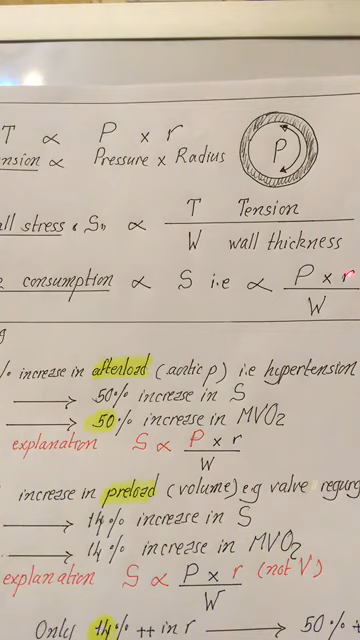 T ∝ P x r
ension ∝ Pressure x Radius
P
all stress "S" ∝ T Tension
W wall thickness
consumption ∝ S i.e ∝ P x r
W
% increase in afterload (aortic p) i.e hypertension
→ 50% increase in S
→ 50% increase in MVO2
explanation S ∝ P x r
W
increase in preload (volume) e.g valve regurg
→ 14% increase in S
→ 14% increase in MVO2
explanation S ∝ P x r (not V)
W
Only 14% ++ in r → 50% +